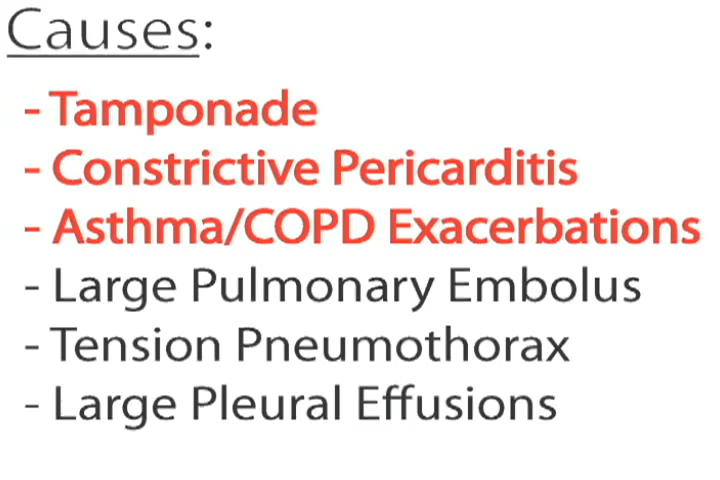 Causes:
- Tamponade
- Constrictive Pericarditis
- Asthma/COPD Exacerbations
- Large Pulmonary Embolus
- Tension Pneumothorax
- Large Pleural Effusions